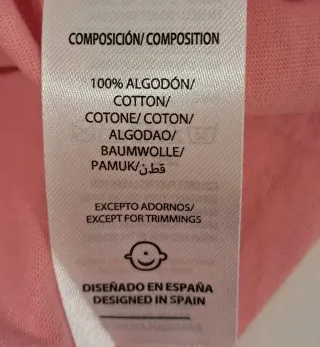 COMPOSICIÓN/ COMPOSITION
100% ALGODÓN/
COTTON/
COTONE/ COTON/
ALGODAO/
BAUMWOLLE/
PAMUK/قطن
EXCEPTO ADORNOS/
EXCEPT FOR TRIMMINGS
DISEÑADO EN ESPAÑA
DESIGNED IN SPAIN